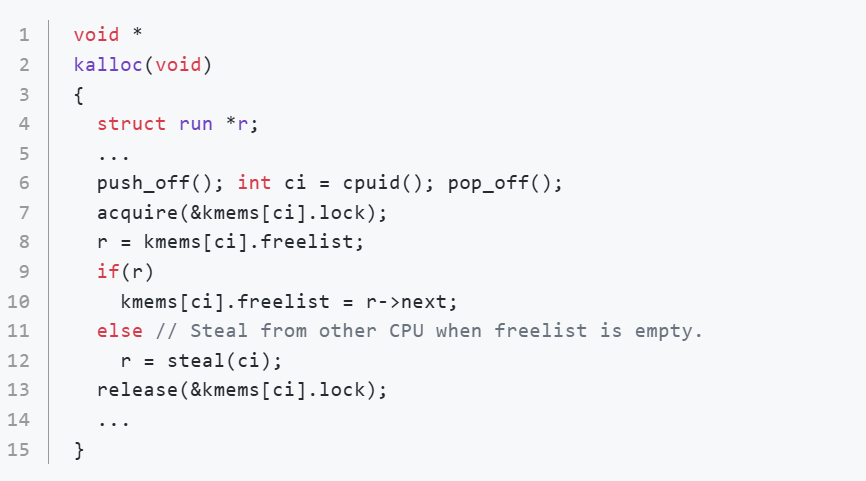 1 void *
2 kalloc(void)
3 {
4 struct run *r;
5 ...
6 push_off(); int ci = cpuid(); pop_off();
7 acquire(&kmems[ci].lock);
8 r = kmems[ci].freelist;
9 if(r)
10 kmems[ci].freelist = r->next;
11 else // Steal from other CPU when freelist is empty.
12 r = steal(ci);
13 release(&kmems[ci].lock);
14 ...
15 }